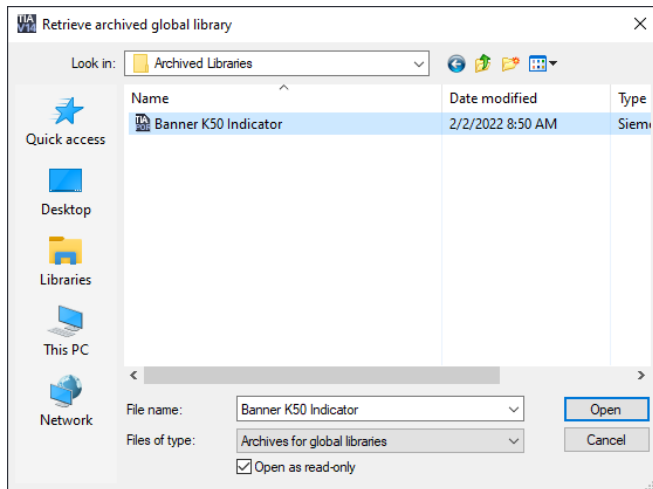 TIA
V14
Retrieve archived global library
Look in:
Archived Libraries
Name
Date modified
Type
Banner K50 Indicator
2/2/2022 8:50 AM
Siem
Quick access
Desktop
Libraries
This PC
Network
File name:
Banner K50 Indicator
Open
Files of type:
Archives for global libraries
Cancel
Open as read-only